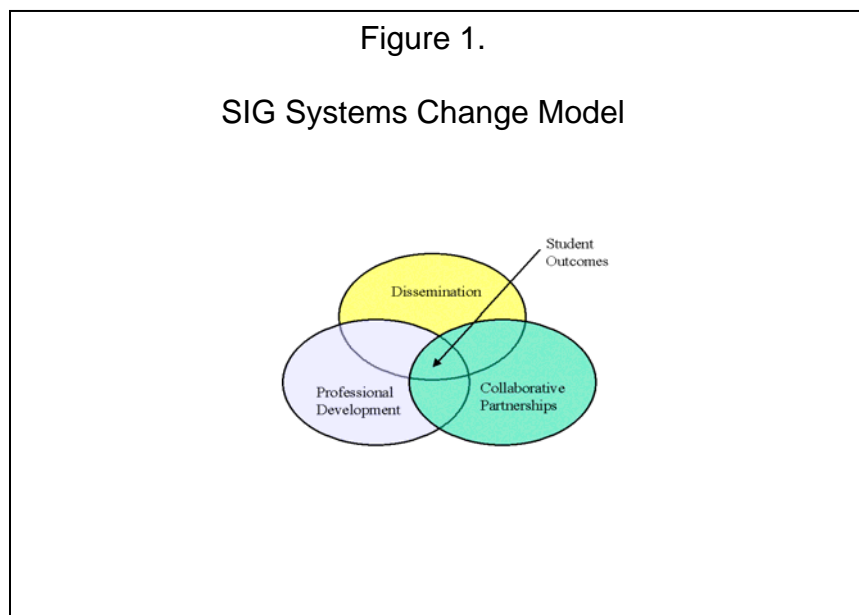 Figure 1.
SIG Systems Change Model
Student
Outcomes
Dissemination
Professional
Development
Collaborative
Partnerships